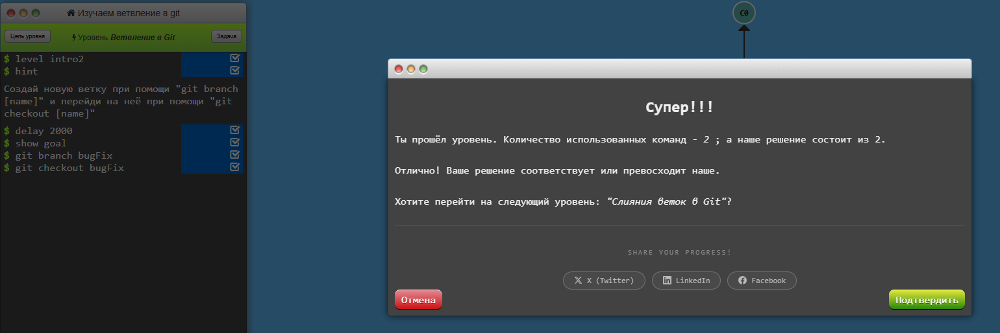 Изучаем ветвление в git
Цель уровня
Уровень Ветвление в Git
Задача
$ level intro2
$ hint
Создай новую ветку при помощи "git branch
[name]" и перейди на неё при помощи "git
checkout [name]"
$ delay 2000
$ show goal
$ git branch bugFix
$ git checkout bugFix
C0
Супер!!!
Ты прошёл уровень. Количество использованных команд - 2 ; а наше решение состоит из 2.
Отлично! Ваше решение соответствует или превосходит наше.
Хотите перейти на следующий уровень: "Слияния веток в Git"?
SHARE YOUR PROGRESS!
X (Twitter)
LinkedIn
Facebook
Отмена
Подтвердить